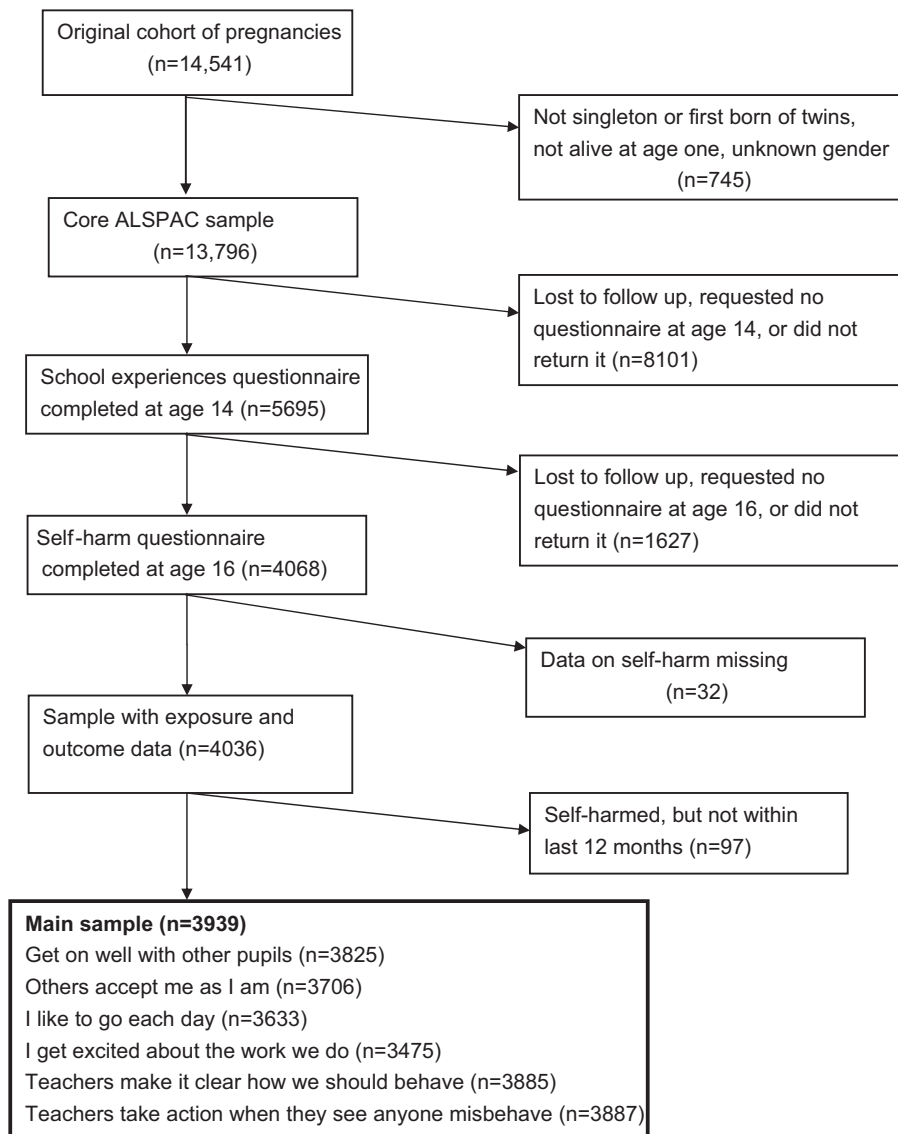 Original cohort of pregnancies
(n=14,541)
Not singleton or first born of twins,
not alive at age one, unknown gender
(n=745)
Core ALSPAC sample
(n=13,796)
Lost to follow up, requested no
questionnaire at age 14, or did not
return it (n=8101)
School experiences questionnaire
completed at age 14 (n=5695)
Lost to follow up, requested no
questionnaire at age 16, or did not
return it (n=1627)
Self-harm questionnaire
completed at age 16 (n=4068)
Data on self-harm missing
(n=32)
Sample with exposure and
outcome data (n=4036)
Self-harmed, but not within
last 12 months (n=97)
Main sample (n=3939)
Get on well with other pupils (n=3825)
Others accept me as I am (n=3706)
I like to go each day (n=3633)
I get excited about the work we do (n=3475)
Teachers make it clear how we should behave (n=3885)
Teachers take action when they see anyone misbehave (n=3887)